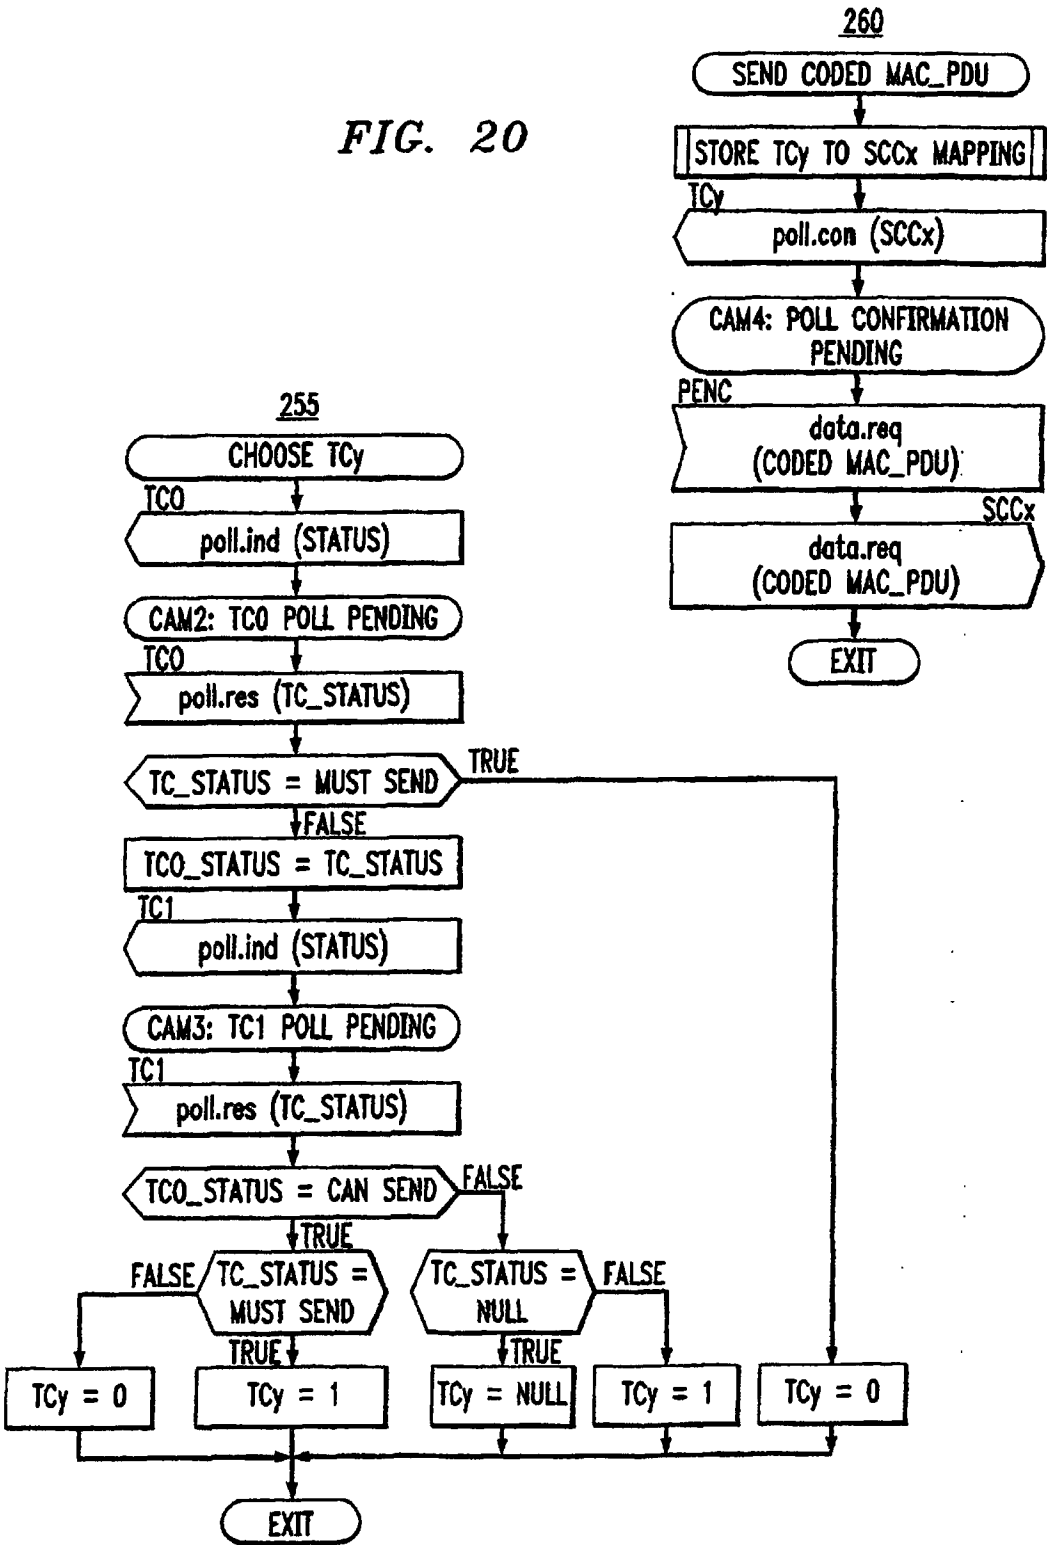 260
SEND CODED MAC_PDU
FIG. 20
STORE TCy TO SCCx MAPPING
TCy
poll.con (SCCx)
CAM4: POLL CONFIRMATION
PENDING
PENC
data.req
(CODED MAC_PDU)
SCCx
data.req
(CODED MAC_PDU)
EXIT
255
CHOOSE TCy
TC0
poll.ind (STATUS)
CAM2: TC0 POLL PENDING
TC0
poll.res (TC_STATUS)
TC_STATUS = MUST SEND
TRUE
FALSE
TC0_STATUS = TC_STATUS
TC1
poll.ind (STATUS)
CAM3: TC1 POLL PENDING
TC1
poll.res (TC_STATUS)
TC0_STATUS = CAN SEND
FALSE
TRUE
FALSE
TC_STATUS =
MUST SEND
TC_STATUS =
NULL
FALSE
TRUE
TRUE
TCy = 0
TCy = 1
TCy = NULL
TCy = 1
TCy = 0
EXIT